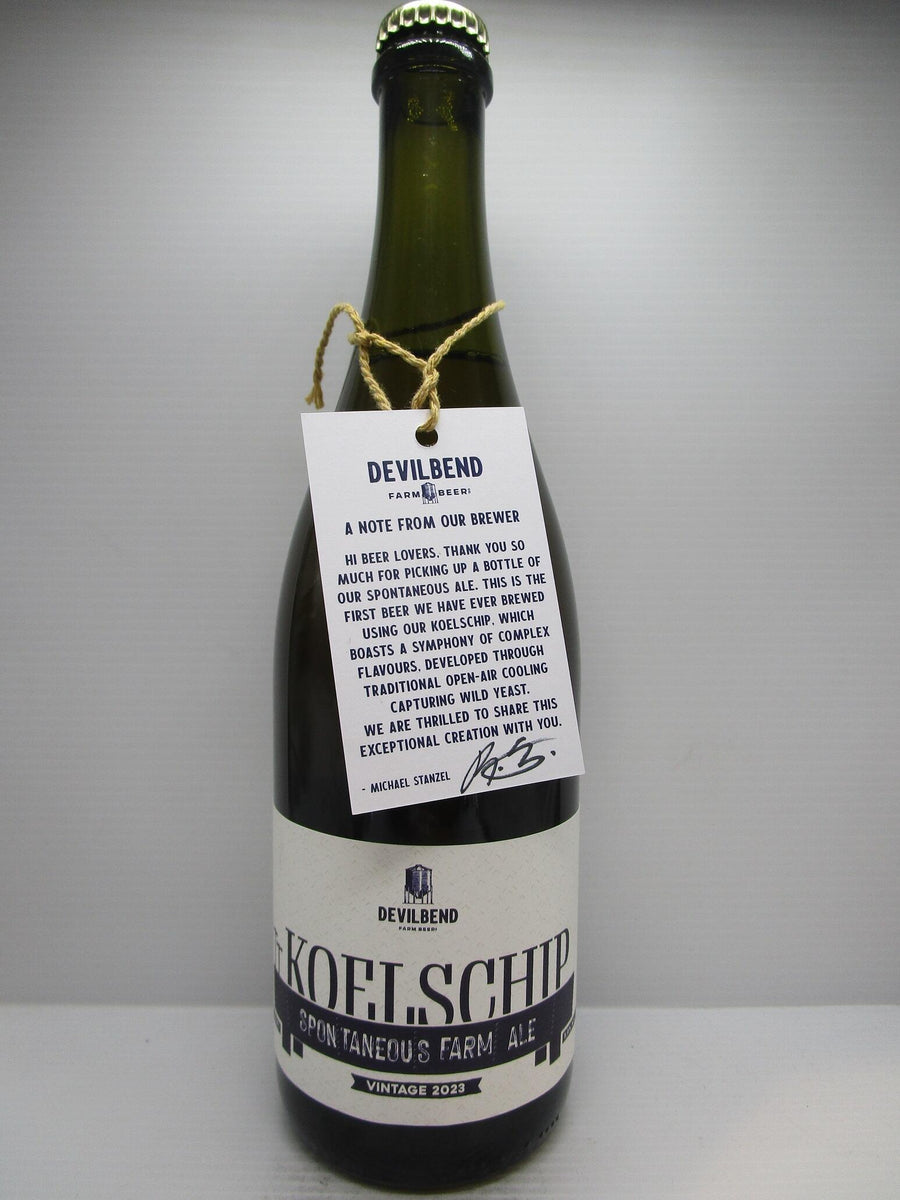 DEVILBEND
FARM BEER
A NOTE FROM OUR BREWER
HI BEER LOVERS. THANK YOU SO
MUCH FOR PICKING UP A BOTTLE OF
OUR SPONTANEOUS ALE. THIS IS THE
FIRST BEER WE HAVE EVER BREWED
USING OUR KOELSCHIP, WHICH
BOASTS A SYMPHONY OF COMPLEX
FLAVOURS, DEVELOPED THROUGH
TRADITIONAL OPEN-AIR COOLING
CAPTURING WILD YEAST.
WE ARE THRILLED TO SHARE THIS
EXCEPTIONAL CREATION WITH YOU.
- MICHAEL STANZEL
DEVILBEND
FARM BEER
KOELSCHIP
SPONTANEOUS FARM ALE
VINTAGE 2023